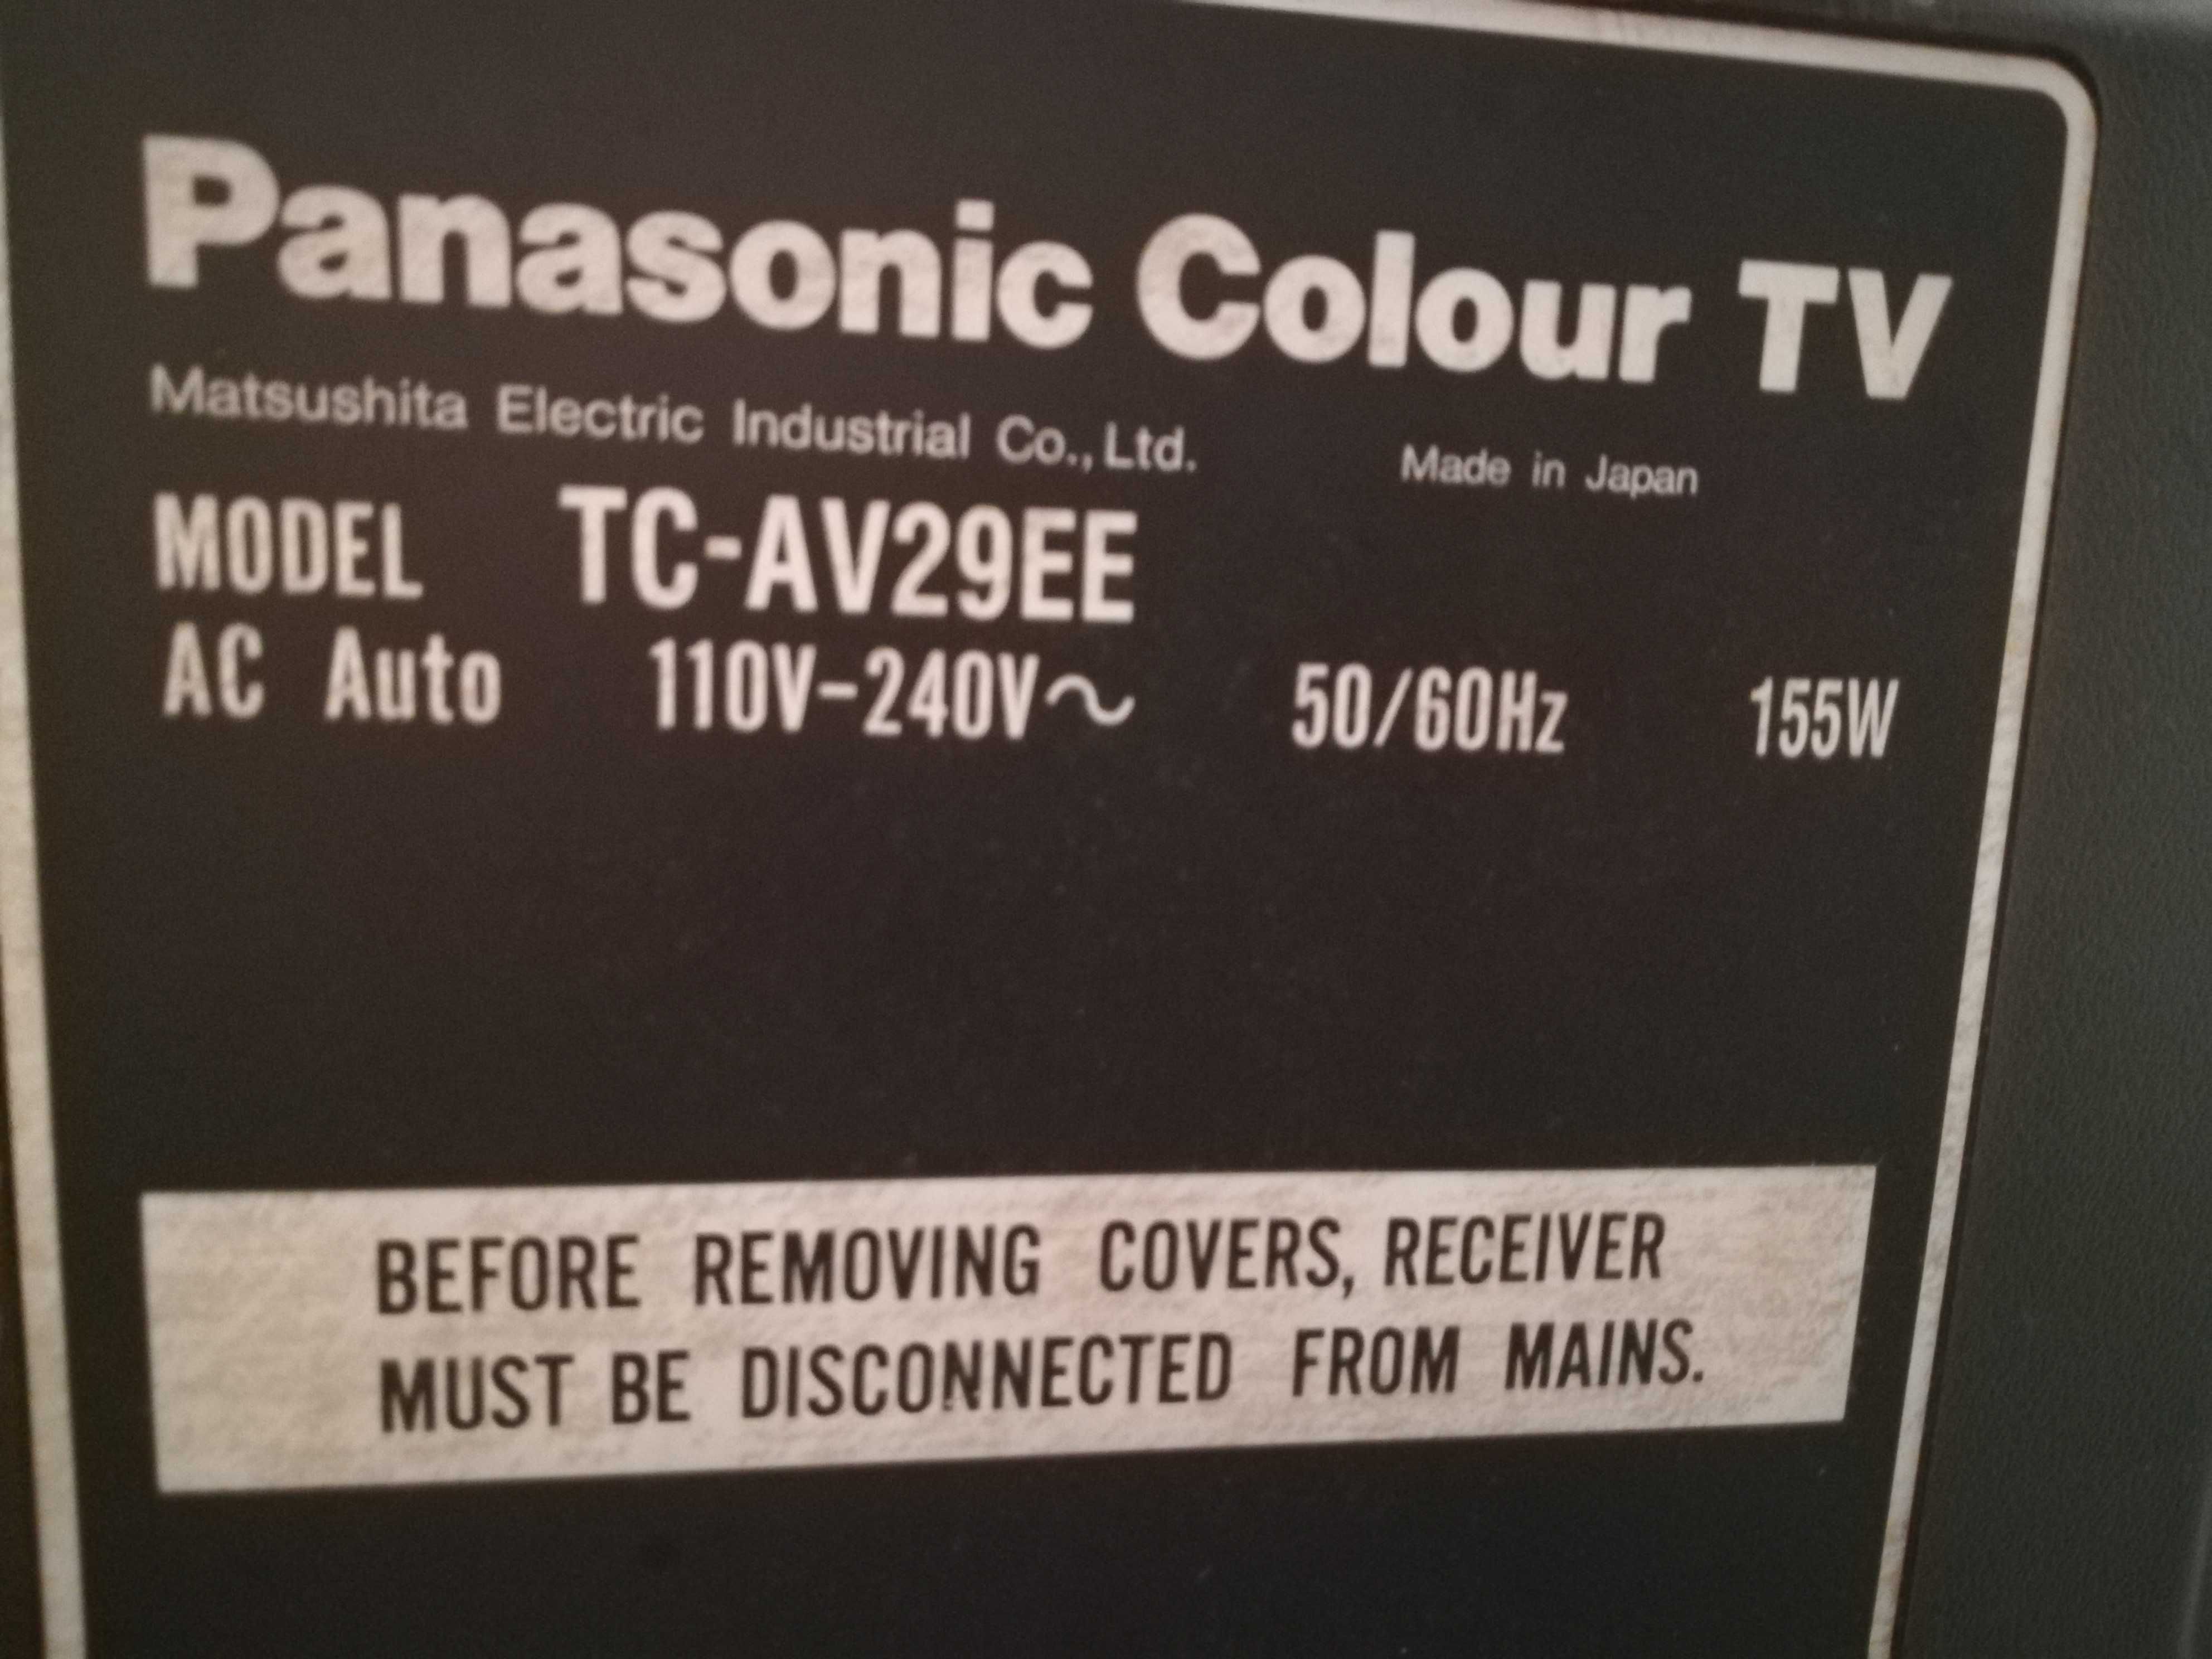 Panasonic Colour TV
Matsushita Electric Industrial Co., Ltd. Made in Japan
MODEL TC-AV29EE
AC Auto 110V-240V~ 50/60Hz 155W
BEFORE REMOVING COVERS, RECEIVER
MUST BE DISCONNECTED FROM MAINS.